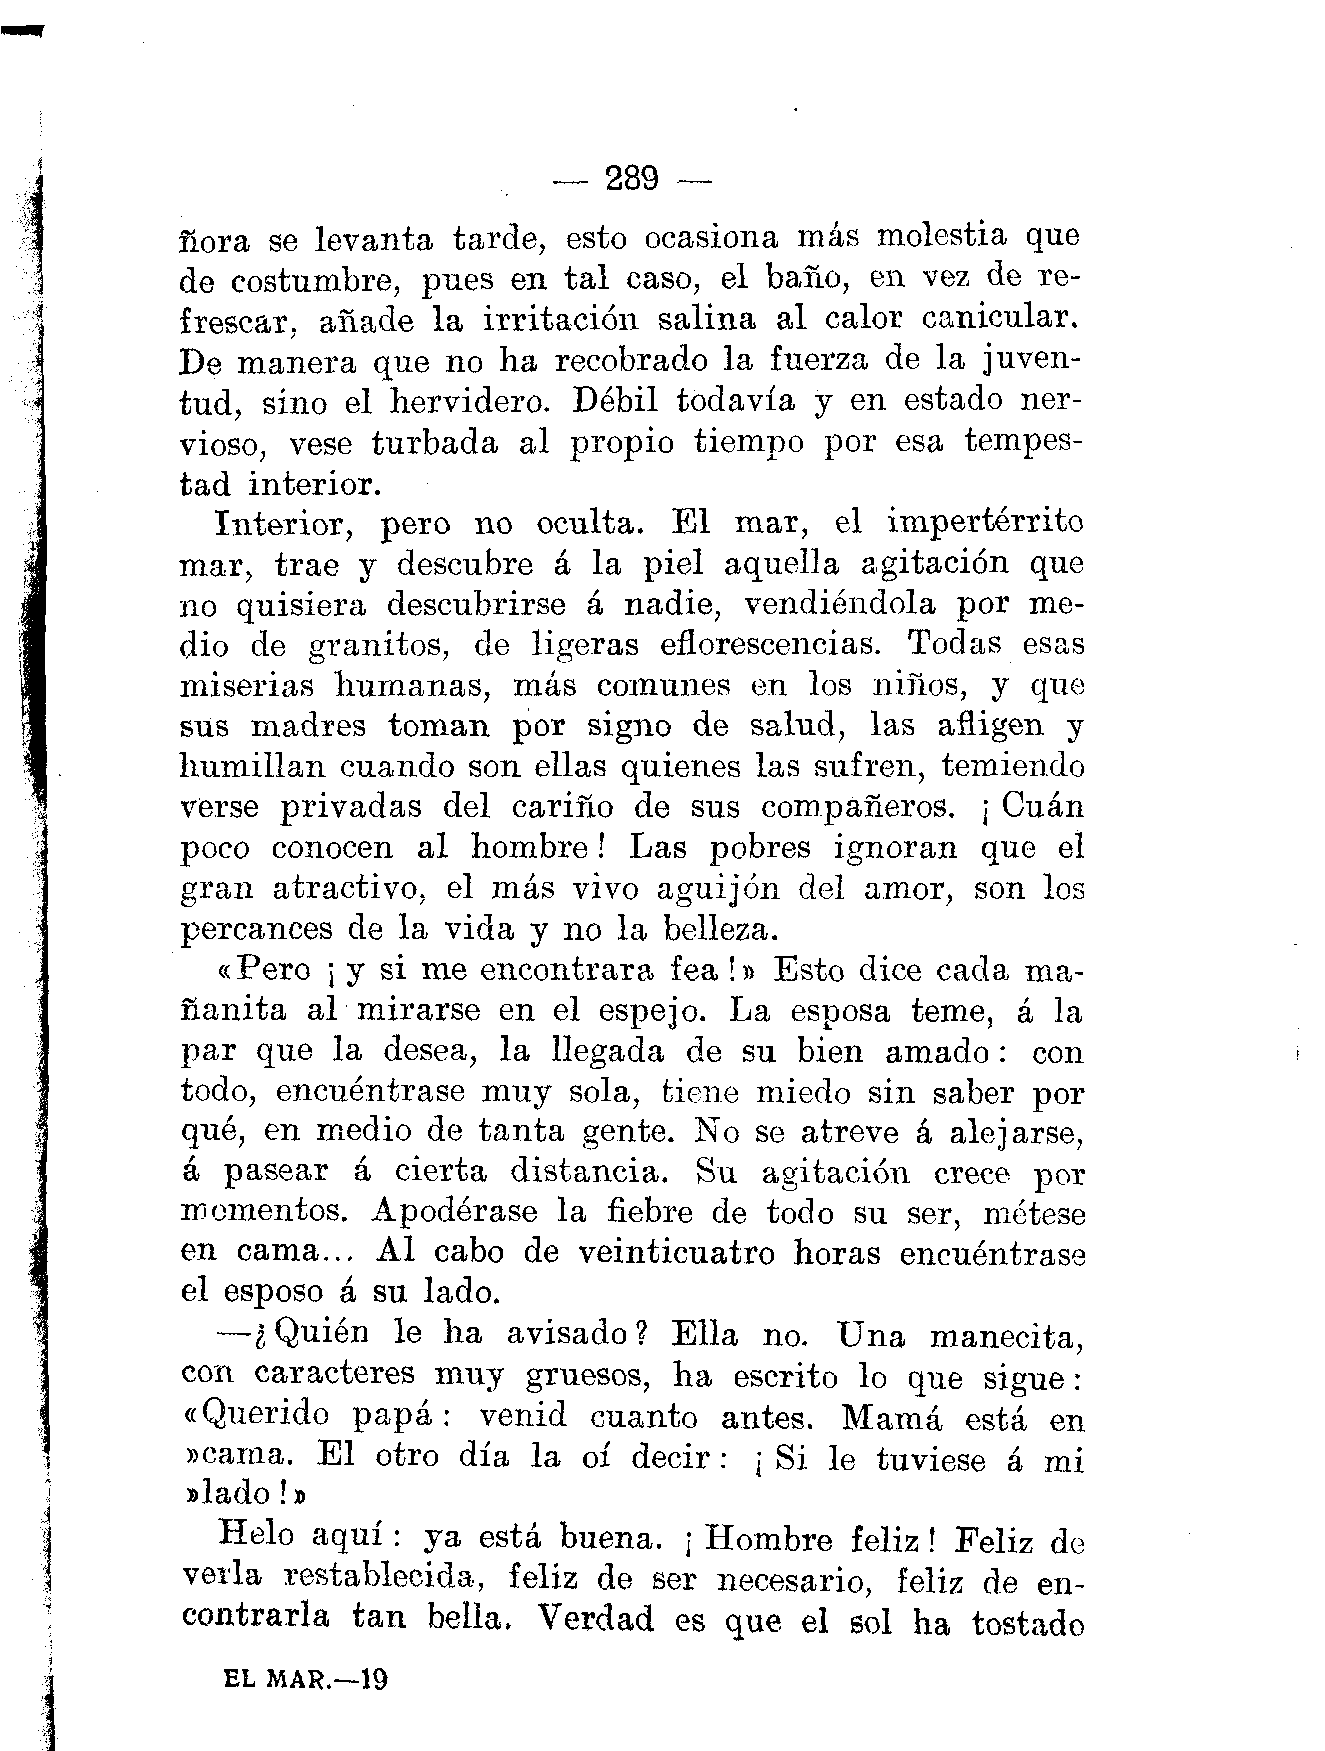 — 289 —
ñora se levanta tarde, esto ocasiona más molestia que
de costumbre, pues en tal caso, el baño, en vez de re-
frescar, añade la irritación salina al calor canicular.
De manera que no ha recobrado la fuerza de la juven-
tud, sino el hervidero. Débil todavía y en estado ner-
vioso, vese turbada al propio tiempo por esa tempes-
tad interior.
Interior, pero no oculta. El mar, el impertérrito
mar, trae y descubre á la piel aquella agitación que
no quisiera descubrirse á nadie, vendiéndola por me-
dio de granitos, de ligeras eflorescencias. Todas esas
miserias humanas, más comunes en los niños, y que
sus madres toman por signo de salud, las afligen y
humillan cuando son ellas quienes las sufren, temiendo
verse privadas del cariño de sus compañeros. ¡ Cuán
poco conocen al hombre ! Las pobres ignoran que el
gran atractivo, el más vivo aguijón del amor, son los
percances de la vida y no la belleza.
«Pero ¡ y si me encontrara fea !» Esto dice cada ma-
ñanita al mirarse en el espejo. La esposa teme, á la
par que la desea, la llegada de su bien amado : con
todo, encuéntrase muy sola, tiene miedo sin saber por
qué, en medio de tanta gente. No se atreve á alejarse,
á pasear á cierta distancia. Su agitación crece por
momentos. Apodérase la fiebre de todo su ser, métese
en cama... Al cabo de veinticuatro horas encuéntrase
el esposo á su lado.
—¿ Quién le ha avisado ? Ella no. Una manecita,
con caracteres muy gruesos, ha escrito lo que sigue :
«Querido papá : venid cuanto antes. Mamá está en
»cama. El otro día la oí decir : ¡ Si le tuviese á mi
»lado !»
Helo aquí : ya está buena. ¡ Hombre feliz ! Feliz de
verla restablecida, feliz de ser necesario, feliz de en-
contrarla tan bella. Verdad es que el sol ha tostado
EL MAR.—19